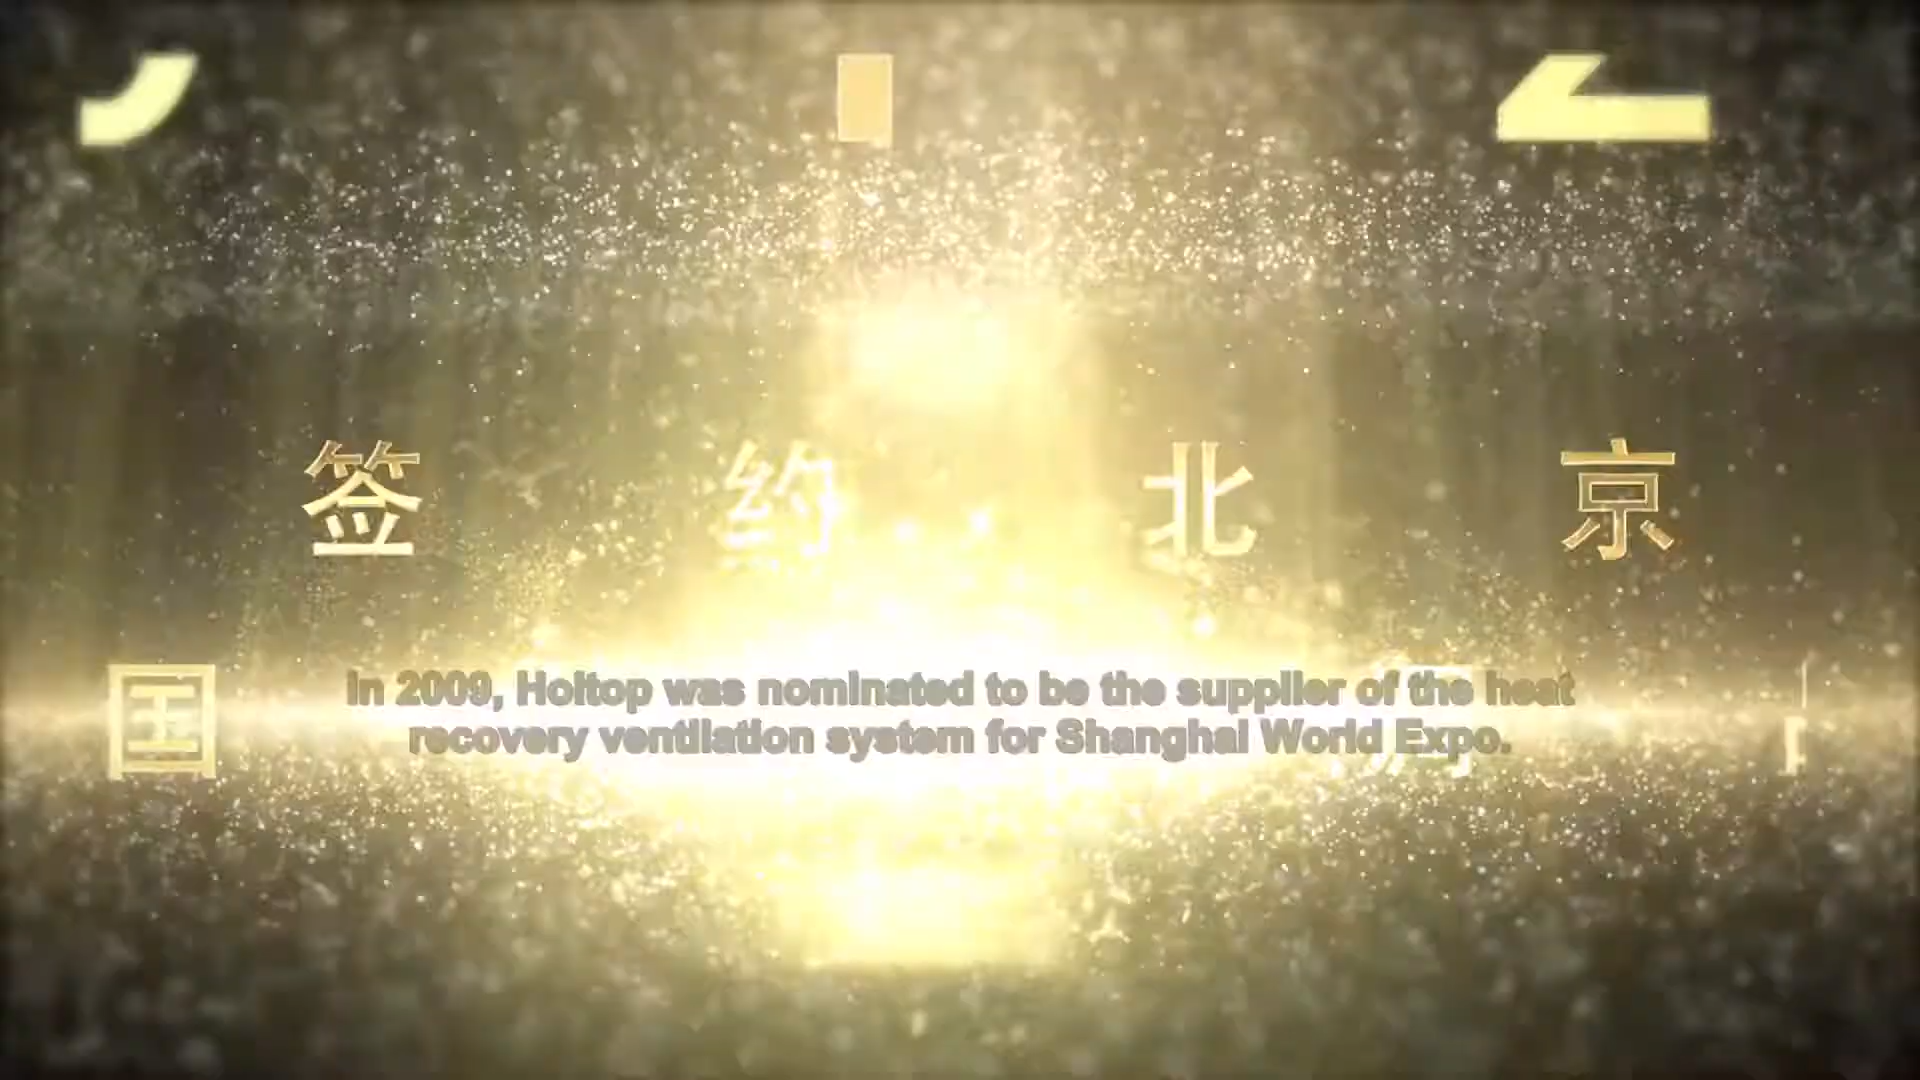 签约北京
国
In 2009, Holtop was nominated to be the supplier of the heat
recovery ventilation system for Shanghai World Expo.